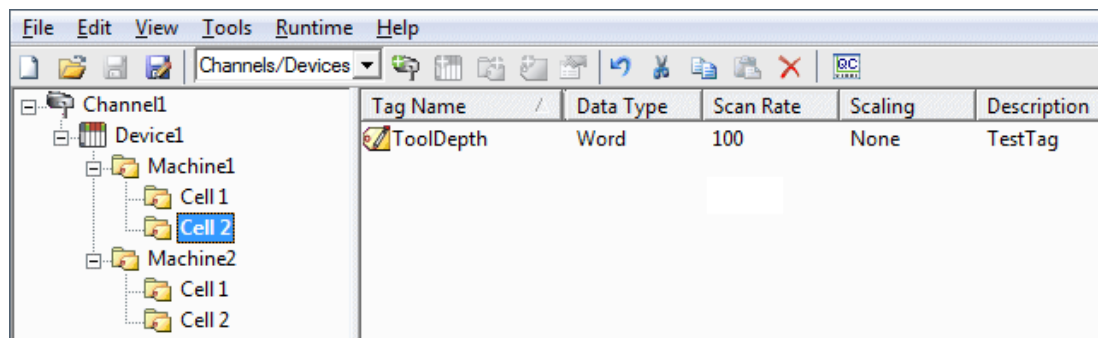 File Edit View Tools Runtime Help
Channels/Devices QC
Channel1
Device1
Machine1
Cell 1
Cell 2
Machine2
Cell 1
Cell 2
Tag Name Data Type Scan Rate Scaling Description
ToolDepth Word 100 None TestTag